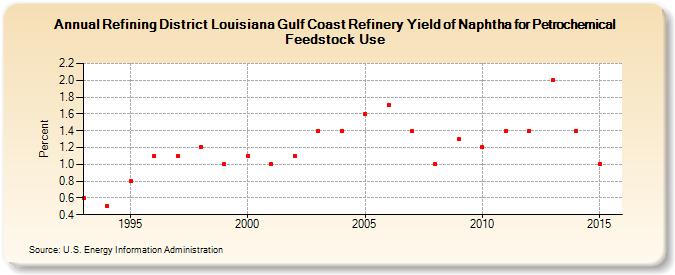 Annual Refining District Louisiana Gulf Coast Refinery Yield of Naphtha for Petrochemical
Feedstock Use
Percent
2.2
2.0
1.8
1.6
1.4
1.2
1.0
0.8
0.6
0.4
1995 2000 2005 2010 2015
Source: U.S. Energy Information Administration